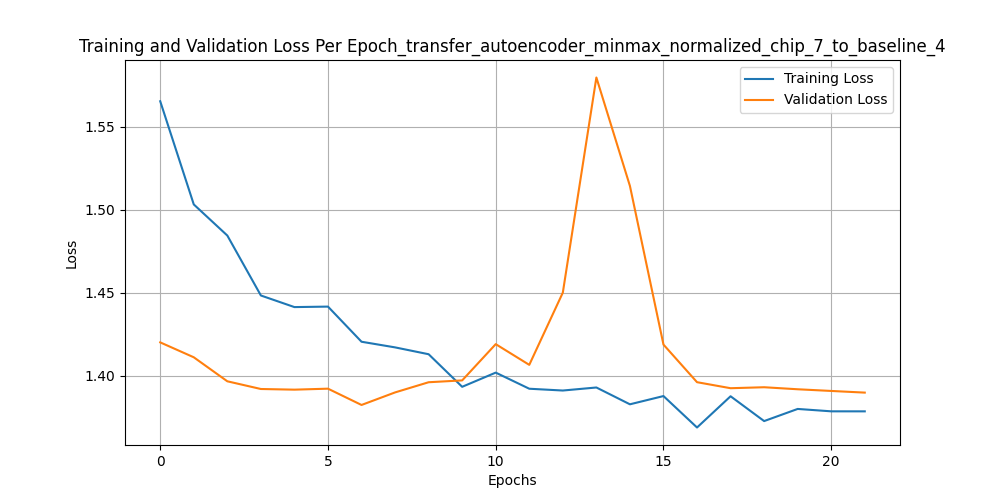 Training and Validation Loss Per Epoch_transfer_autoencoder_minmax_normalized_chip_7_to_baseline_4
Training Loss
Validation Loss
1.55
1.50
1.45
1.40
Loss
0
5
10
15
20
Epochs